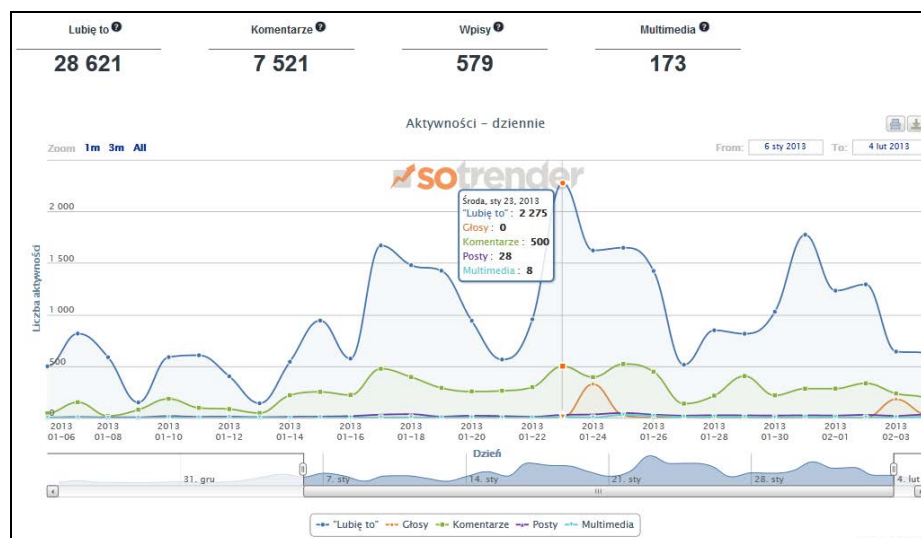 Lubię to ? Komentarze ? Wpisy ? Multimedia ?
28 621 7 521 579 173
Aktywności – dziennie
Zoom 1m 3m All From: 6 sty 2013 To: 4 lut 2013
sotrender
Środa, sty 23, 2013
"Lubię to" : 2 275
Głosy : 0
Komentarze : 500
Posty : 28
Multimedia : 8
Liczba aktywności
2 000
1 500
1 000
500
0
2013 2013 2013 2013 2013 2013 2013 2013 2013 2013 2013 2013 2013 2013 2013
01-06 01-08 01-10 01-12 01-14 01-16 01-18 01-20 01-22 01-24 01-26 01-28 01-30 02-01 02-03
Dzień
31. gru 7. sty 14. sty 21. sty 28. sty 4. lut
"Lubię to" Głosy Komentarze Posty Multimedia